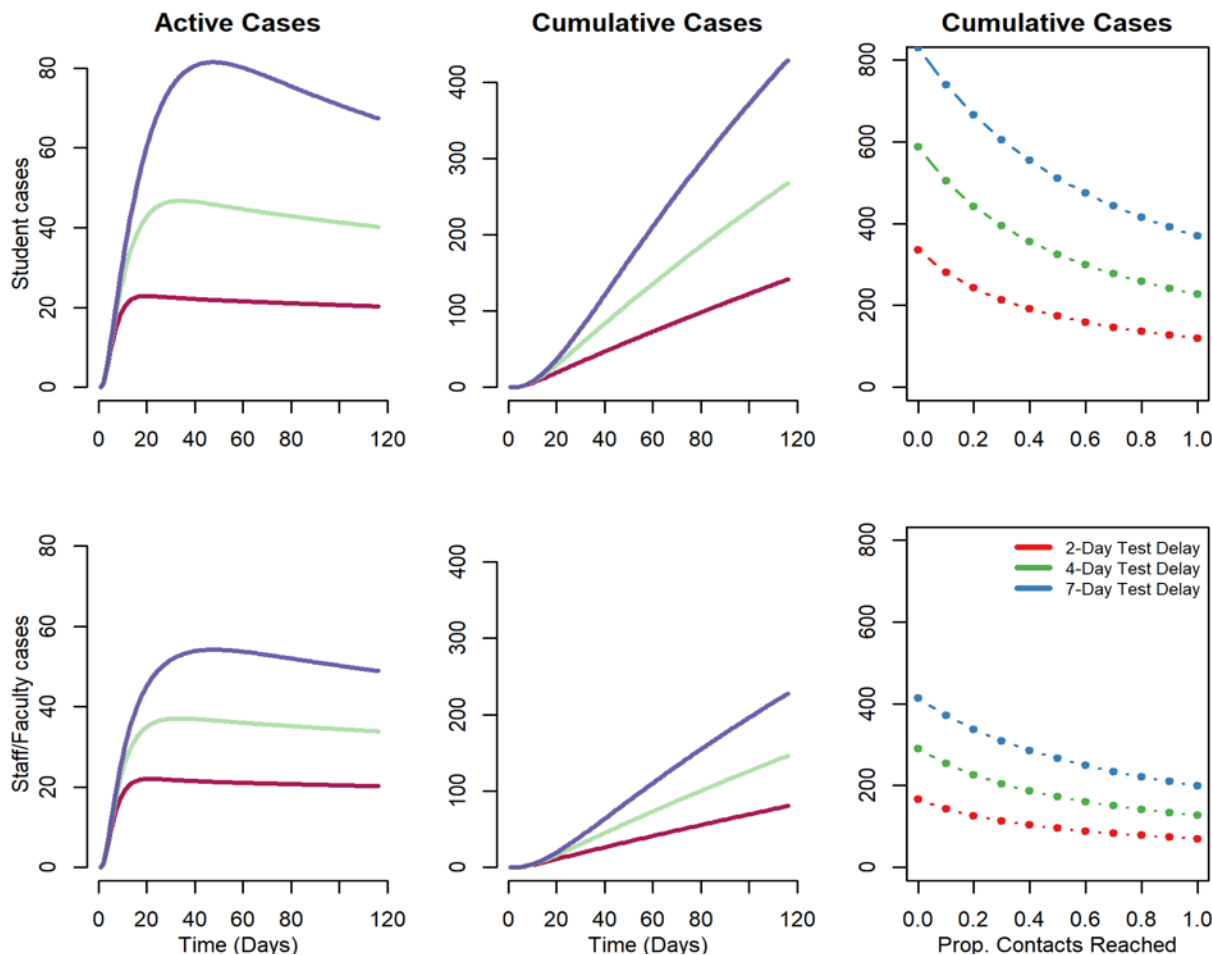 Active Cases
Cumulative Cases
Cumulative Cases
Student cases
0 20 40 60 80
0 20 40 60 80 120
0 100 200 300 400
0 20 40 60 80 120
0 200 400 600 800
0.0 0.2 0.4 0.6 0.8 1.0
Staff/Faculty cases
0 20 40 60 80
0 20 40 60 80 120
Time (Days)
0 100 200 300 400
0 20 40 60 80 120
Time (Days)
0 200 400 600 800
2-Day Test Delay
4-Day Test Delay
7-Day Test Delay
0.0 0.2 0.4 0.6 0.8 1.0
Prop. Contacts Reached